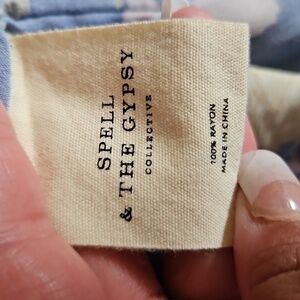 SPELL
& THE GYPSY
COLLECTIVE
100% RAYON
MADE IN CHINA